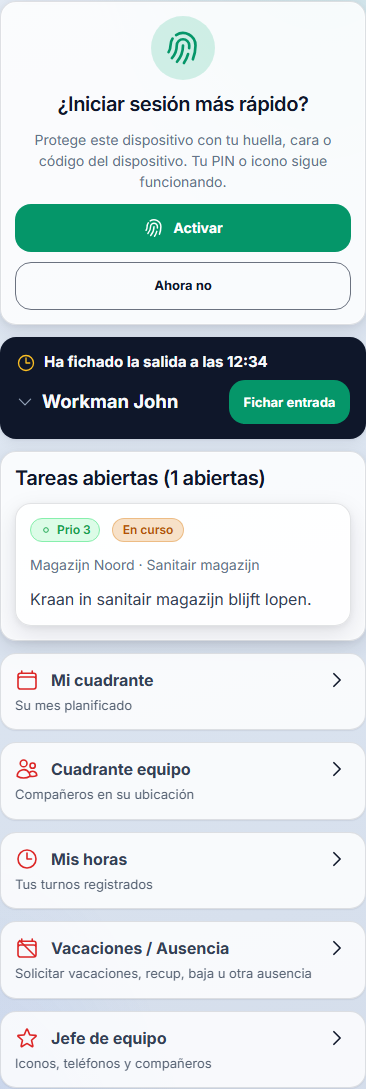 ¿Iniciar sesión más rápido?
Protege este dispositivo con tu huella, cara o
código del dispositivo. Tu PIN o icono sigue
funcionando.
Activar
Ahora no
Ha fichado la salida a las 12:34
Workman John
Fichar entrada
Tareas abiertas (1 abiertas)
Prio 3
En curso
Magazijn Noord · Sanitair magazijn
Kraan in sanitair magazijn blijft lopen.
Mi cuadrante
Su mes planificado
Cuadrante equipo
Compañeros en su ubicación
Mis horas
Tus turnos registrados
Vacaciones / Ausencia
Solicitar vacaciones, recup, baja u otra ausencia
Jefe de equipo
Iconos, teléfonos y compañeros